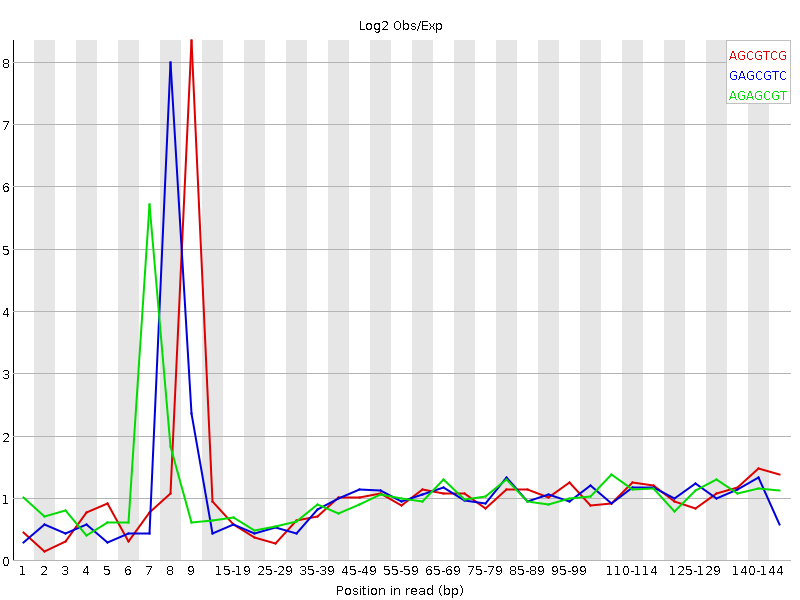 Log2 Obs/Exp
AGCGTCG
GAGCGTC
AGAGCGT
8
7
6
5
4
3
2
1
0
1 2 3 4 5 6 7 8 9 15-19 25-29 35-39 45-49 55-59 65-69 75-79 85-89 95-99 110-114 125-129 140-144
Position in read (bp)